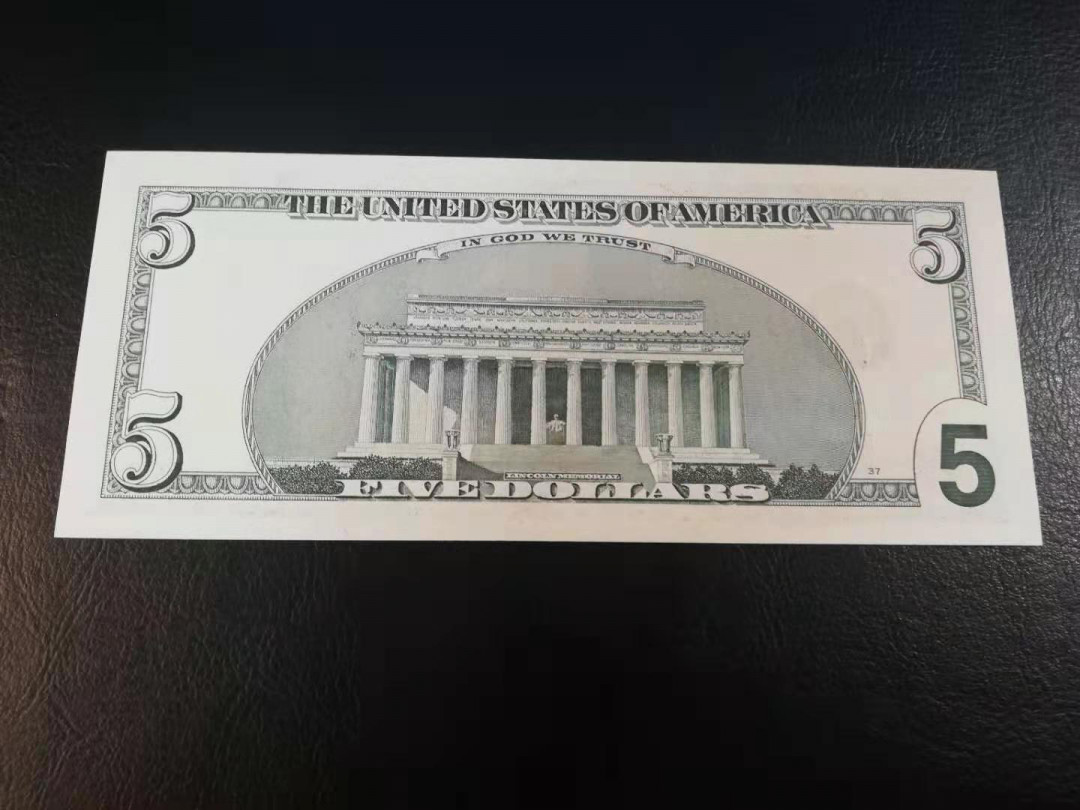 5 THE UNITED STATES OF AMERICA 5
IN GOD WE TRUST
LINCOLN MEMORIAL
5 FIVE DOLLARS 37 5